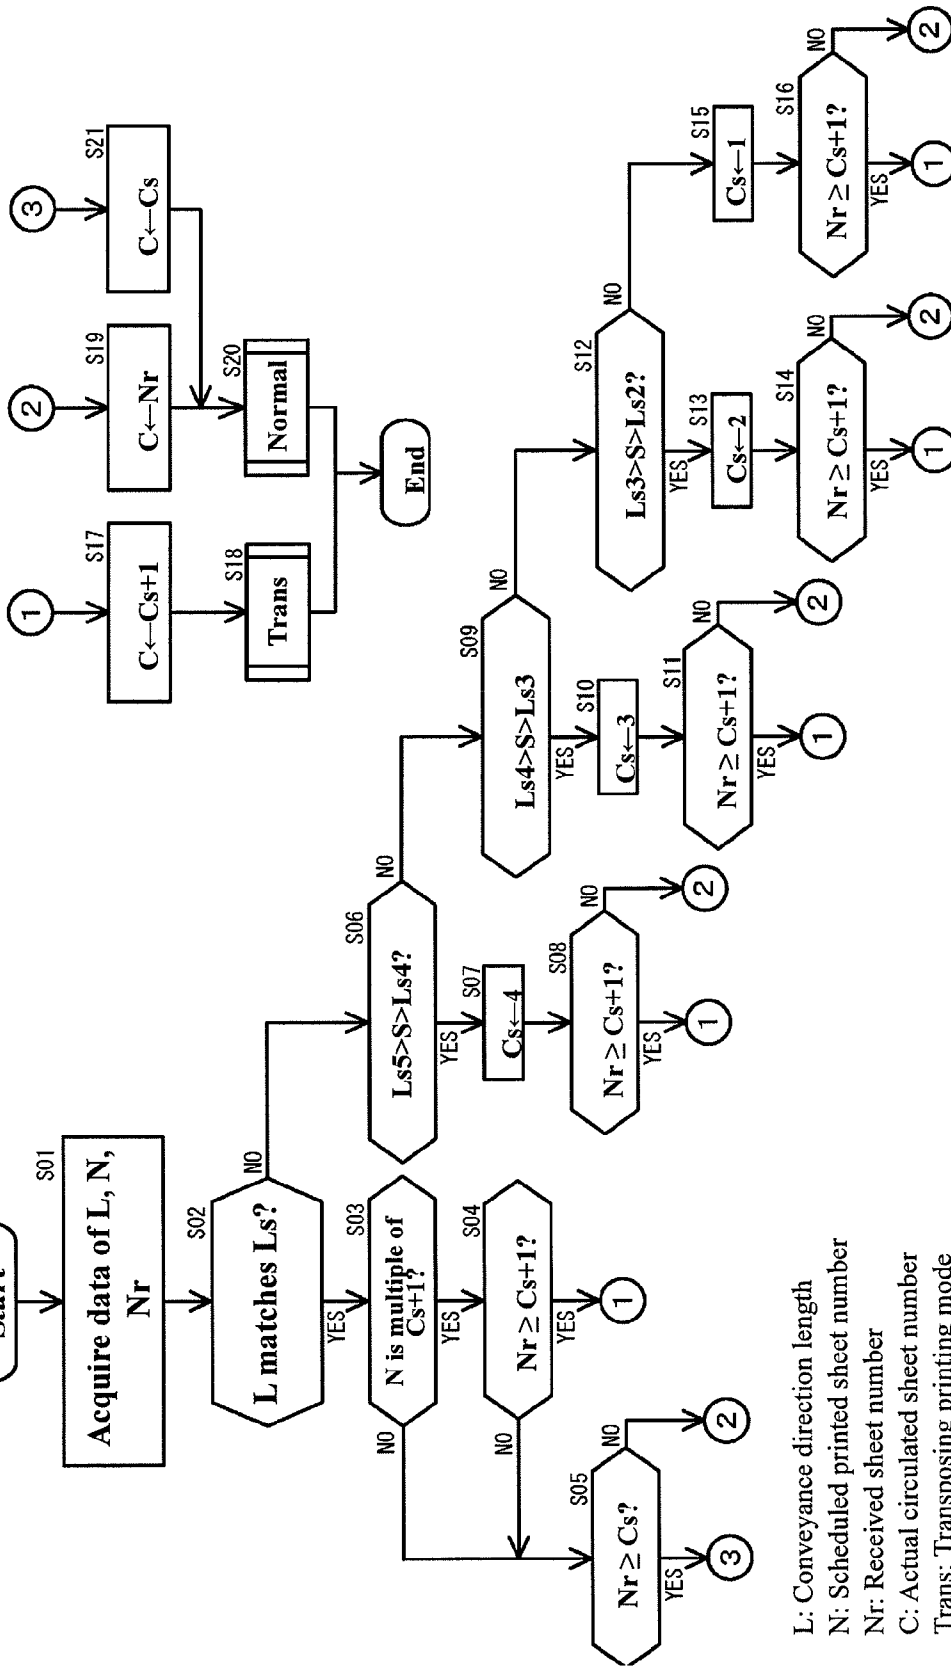 Start
S01
Acquire data of L, N,
Nr
S02
L matches Ls?
NO
YES
S03
N is multiple of
Cs+1?
NO
YES
S04
Nr ≥ Cs+1?
NO
YES
1
S05
Nr ≥ Cs?
NO
2
YES
3
S06
Ls5>S>Ls4?
NO
YES
S07
Cs←4
S08
Nr ≥ Cs+1?
NO
2
YES
1
S09
Ls4>S>Ls3
NO
YES
S10
Cs←3
S11
Nr ≥ Cs+1?
NO
2
YES
1
S12
Ls3>S>Ls2?
NO
YES
S13
Cs←2
S14
Nr ≥ Cs+1?
NO
2
YES
1
S15
Cs←1
S16
Nr ≥ Cs+1?
NO
2
YES
1
1
S17
C←Cs+1
S18
Trans
2
S19
C←Nr
S20
Normal
3
S21
C←Cs
End
L: Conveyance direction length
N: Scheduled printed sheet number
Nr: Received sheet number
C: Actual circulated sheet number
Trans: Transposing printing mode